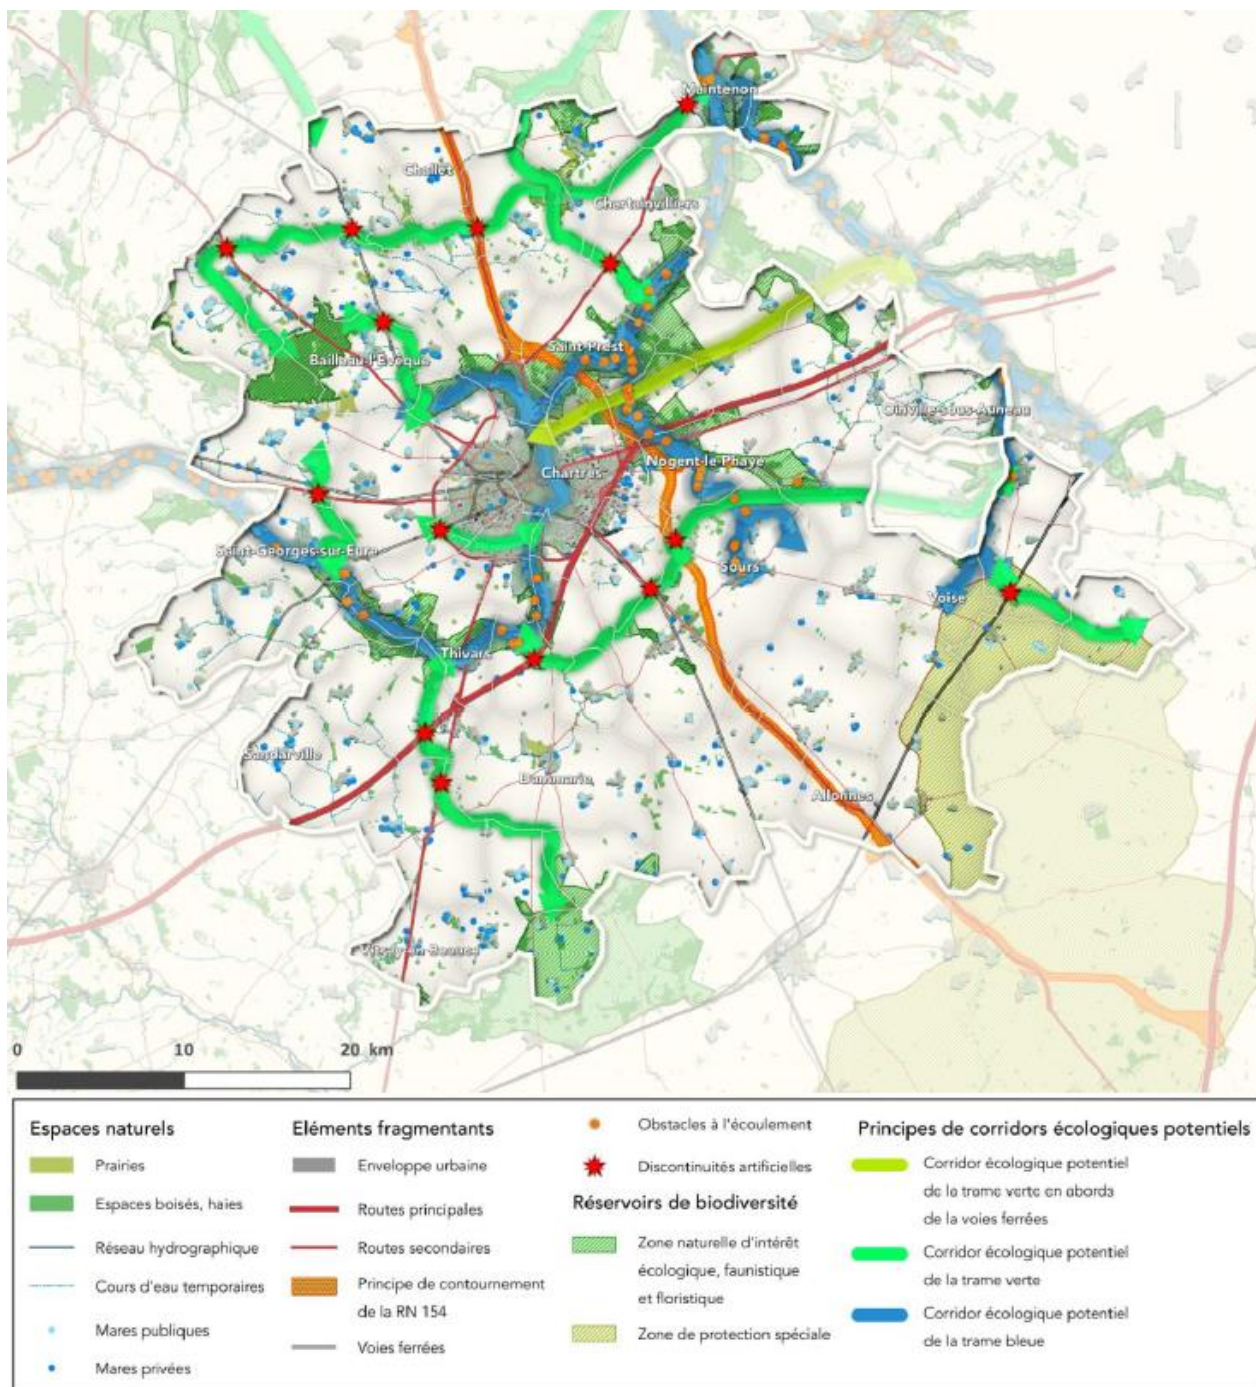 Maintenon
Challet
Chartainvilliers
Saint-Prest
Bailleau-l'Evêque
Oinville-sous-Auneau
Chartres
Nogent-le-Phaye
Saint-Georges-sur-Eure
Sours
Voise
Thivars
Sandarville
Dammarie
Allonnes
Vitray-en-Beauce
0 10 20 km
Espaces naturels
Prairies
Espaces boisés, haies
Réseau hydrographique
Cours d'eau temporaires
Mares publiques
Mares privées
Eléments fragmentants
Enveloppe urbaine
Routes principales
Routes secondaires
Principe de contournement
de la RN 154
Voies ferrées
Obstacles à l'écoulement
Discontinuités artificielles
Réservoirs de biodiversité
Zone naturelle d'intérêt
écologique, faunistique
et floristique
Zone de protection spéciale
Principes de corridors écologiques potentiels
Corridor écologique potentiel
de la trame verte en abords
de la voies ferrées
Corridor écologique potentiel
de la trame verte
Corridor écologique potentiel
de la trame bleue